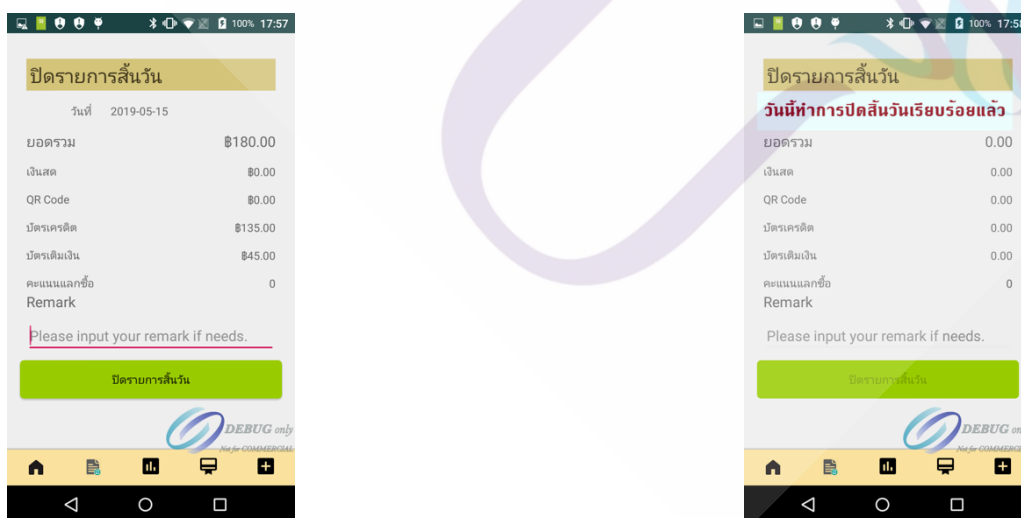 100% 17:57
ปิดรายการสิ้นวัน
วันที่ 2019-05-15
ยอดรวม ฿180.00
เงินสด ฿0.00
QR Code ฿0.00
บัตรเครดิต ฿135.00
บัตรเติมเงิน ฿45.00
คะแนนแลกซื้อ 0
Remark
Please input your remark if needs.
ปิดรายการสิ้นวัน
DEBUG only
Not for COMMERCIAL
100% 17:58
ปิดรายการสิ้นวัน
วันนี้ทำการปิดสิ้นวันเรียบร้อยแล้ว
ยอดรวม 0.00
เงินสด 0.00
QR Code 0.00
บัตรเครดิต 0.00
บัตรเติมเงิน 0.00
คะแนนแลกซื้อ 0
Remark
Please input your remark if needs.
ปิดรายการสิ้นวัน
DEBUG on
Not for COMMERCIA